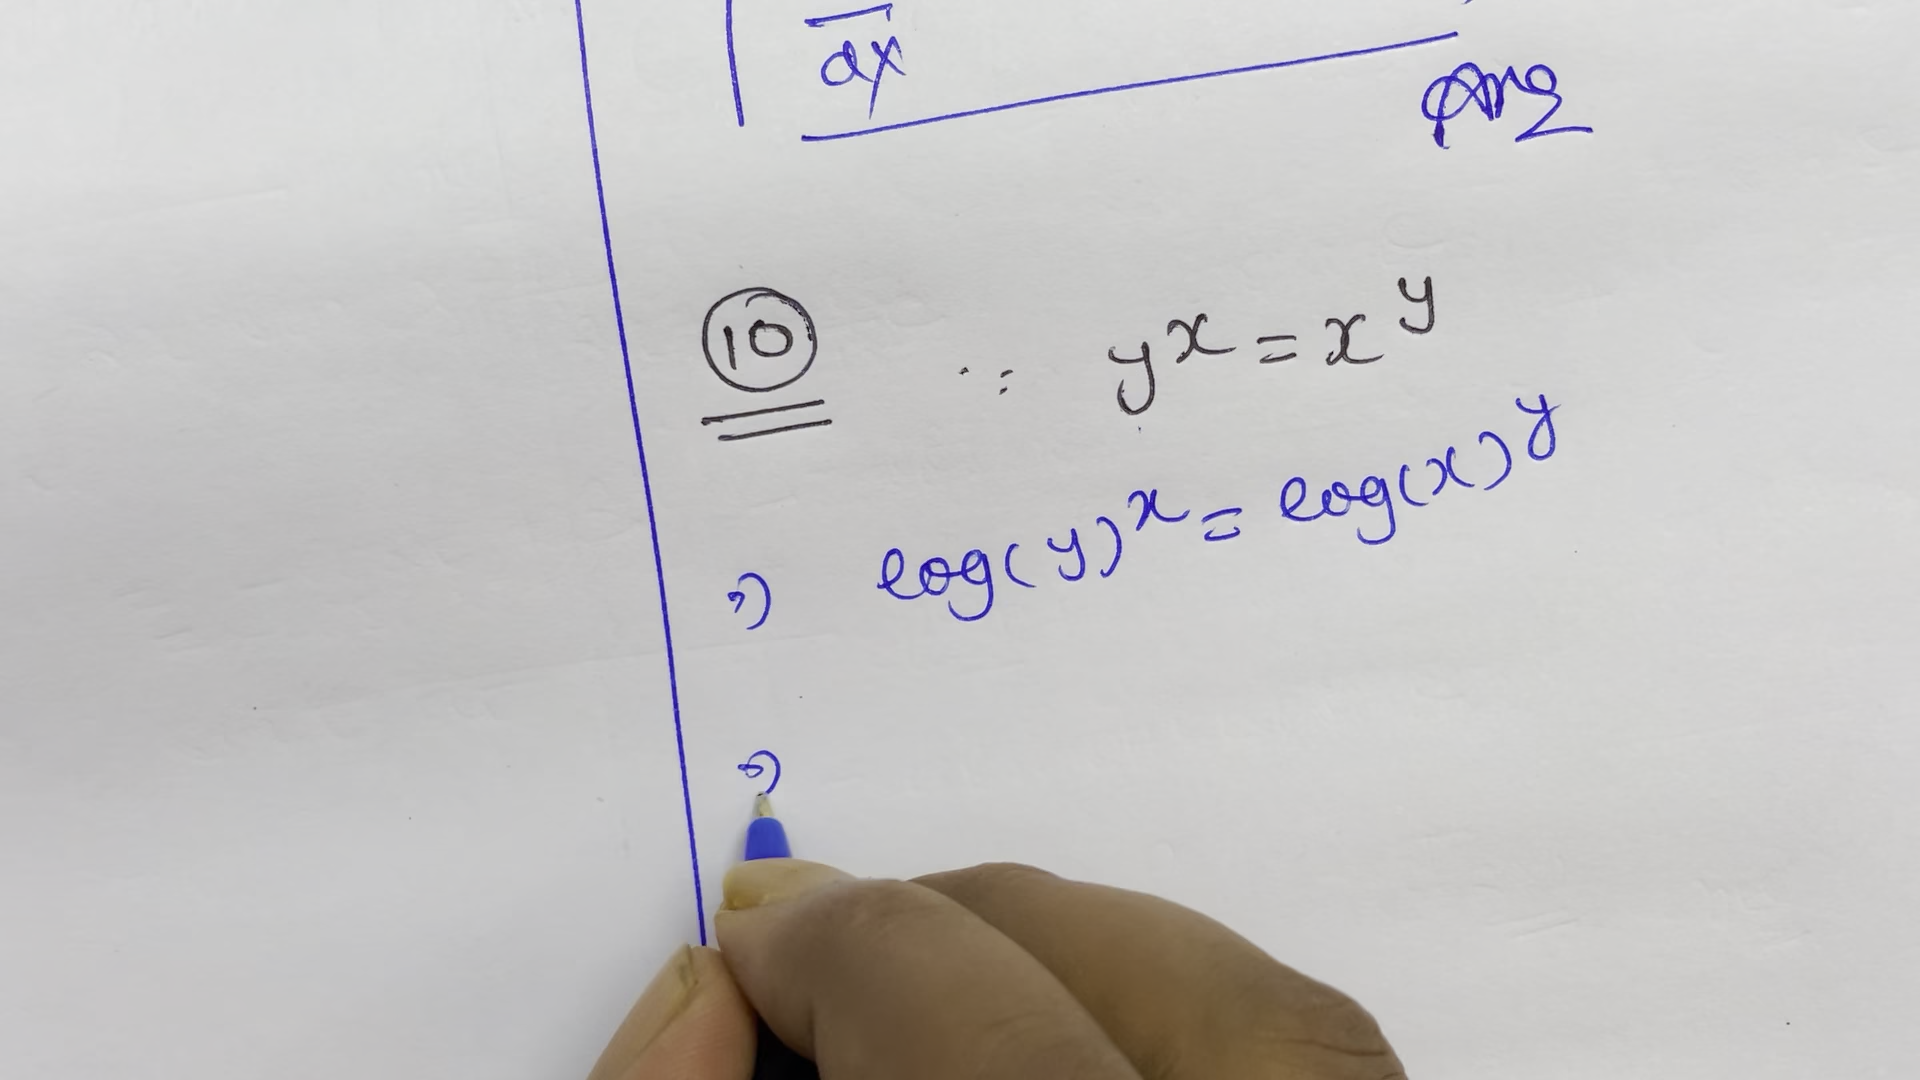 dx
Ans
10 ∵ y^x = x^y
⇒ log(y)^x = log(x)^y
⇒